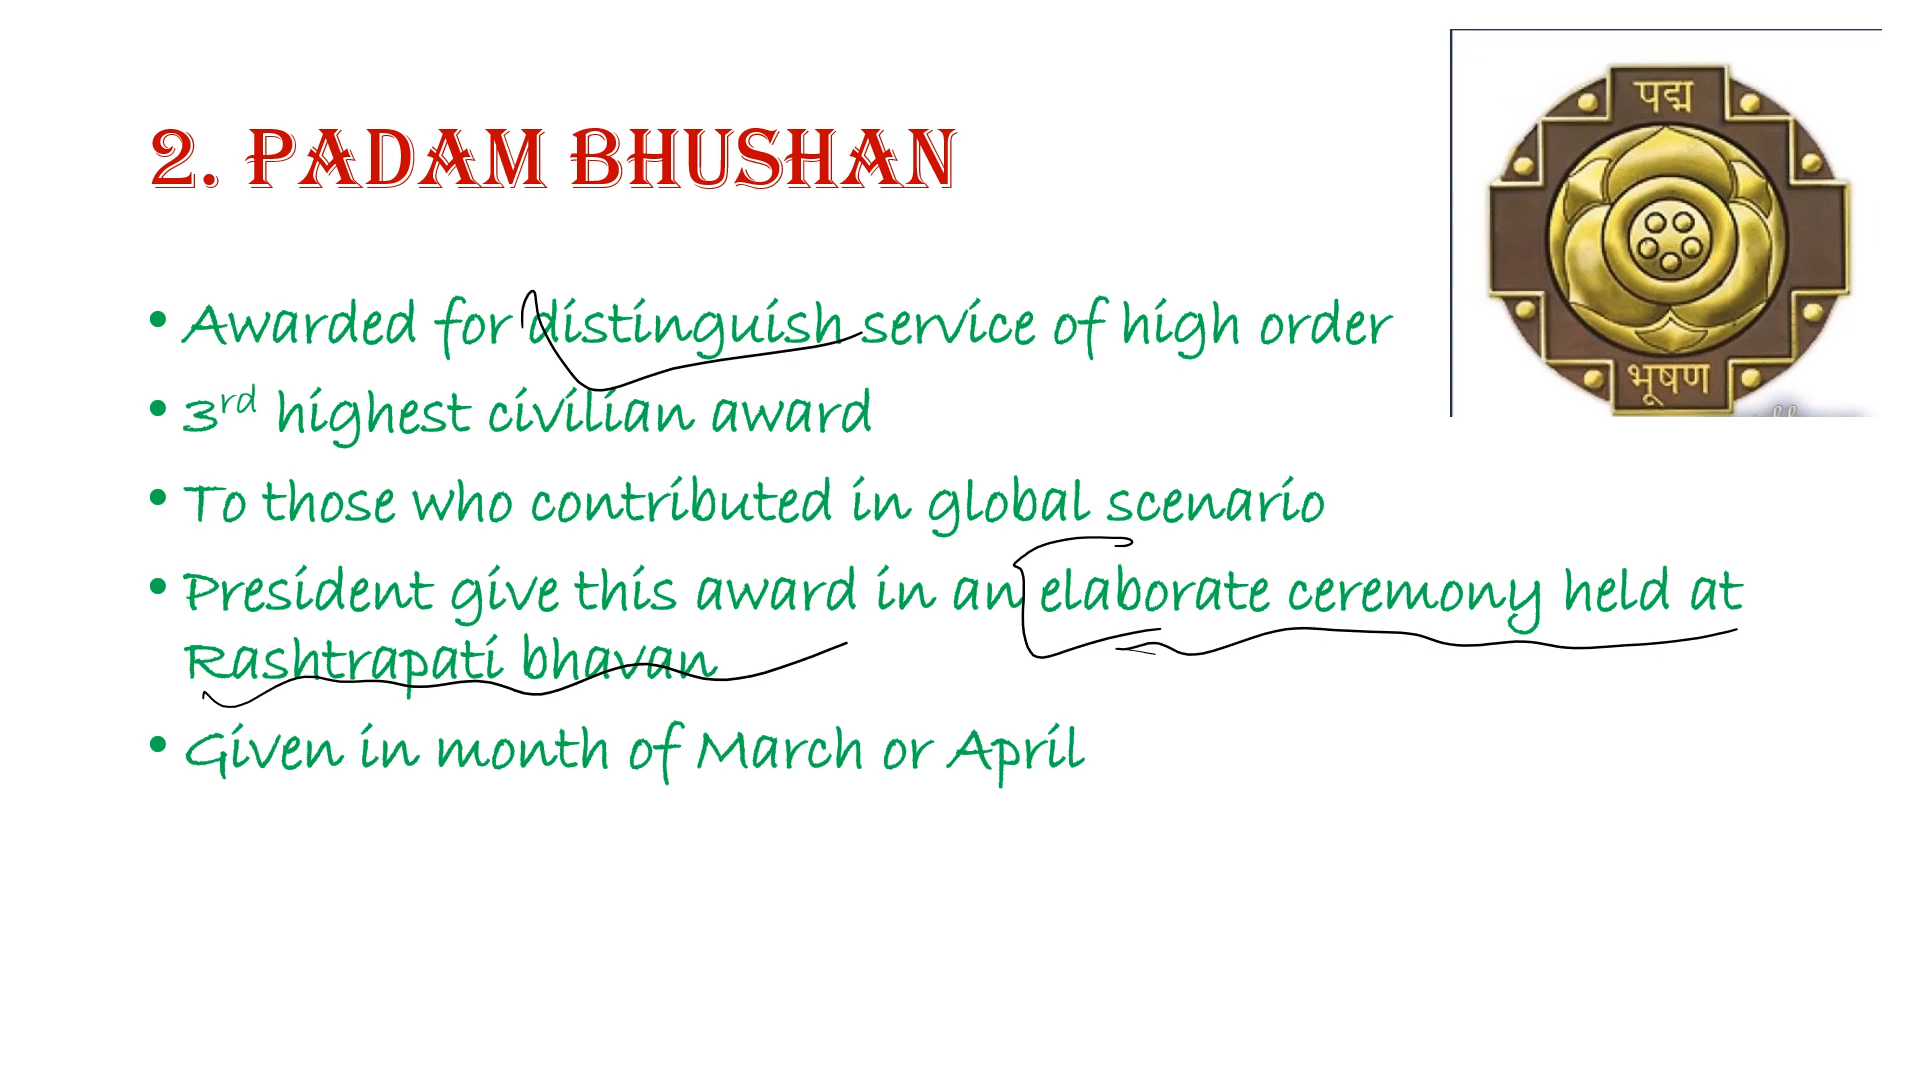 2. PADAM BHUSHAN
पद्म
भूषण
• Awarded for distinguish service of high order
• 3rd highest civilian award
• To those who contributed in global scenario
• President give this award in an elaborate ceremony held at
Rashtrapati bhavan
• Given in month of March or April